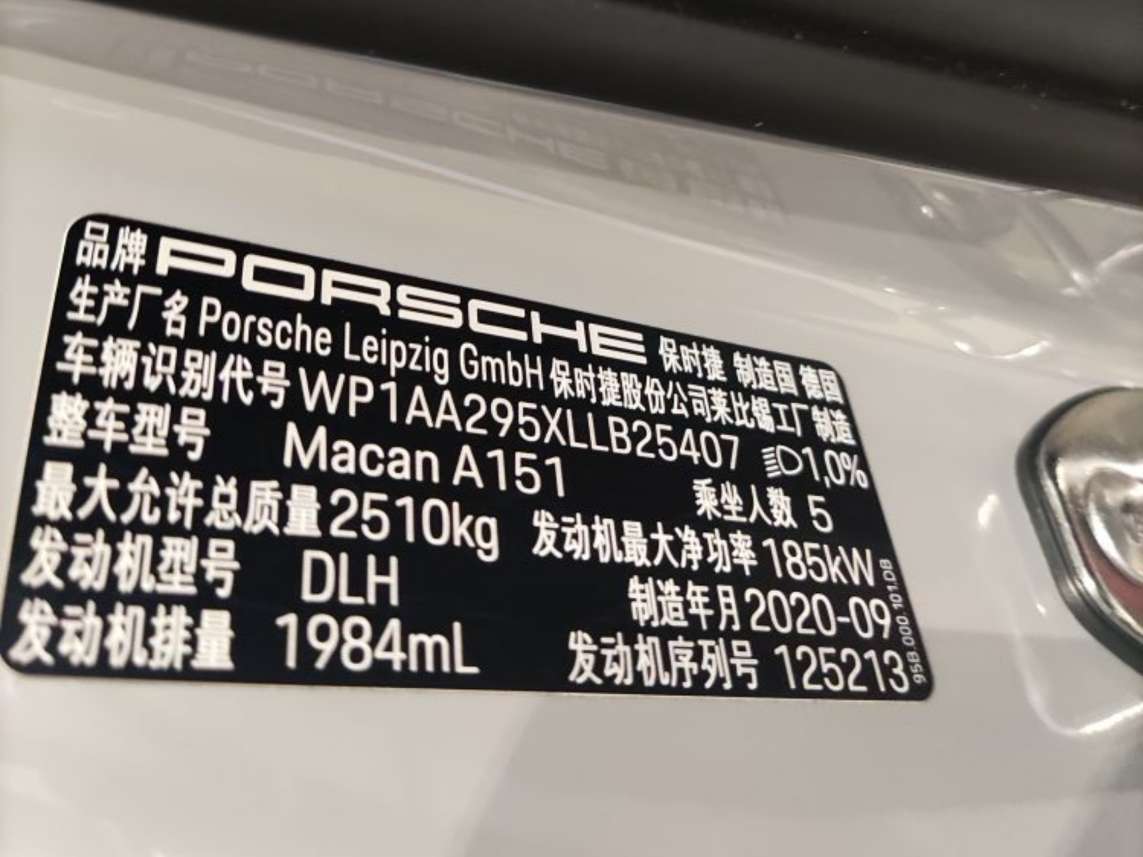 品牌 PORSCHE 保时捷 制造国 德国
生产厂名 Porsche Leipzig GmbH 保时捷股份公司莱比锡工厂制造
车辆识别代号 WP1AA295XLLB25407 1,0%
整车型号 Macan A151 乘坐人数 5
最大允许总质量 2510kg 发动机最大净功率 185kW
发动机型号 DLH 制造年月 2020-09
发动机排量 1984mL 发动机序列号 125213
95B.000.101.DB